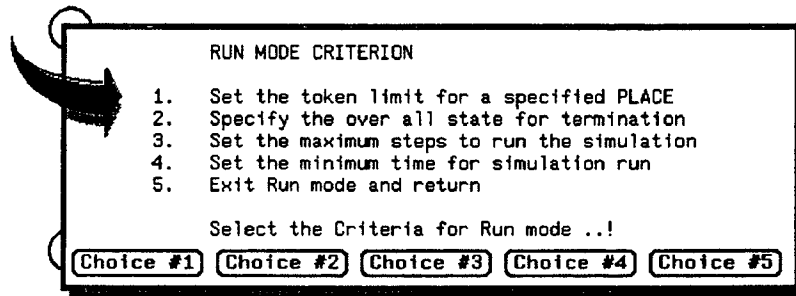 RUN MODE CRITERION
1. Set the token limit for a specified PLACE
2. Specify the over all state for termination
3. Set the maximum steps to run the simulation
4. Set the minimum time for simulation run
5. Exit Run mode and return
Select the Criteria for Run mode ..!
Choice #1 Choice #2 Choice #3 Choice #4 Choice #5